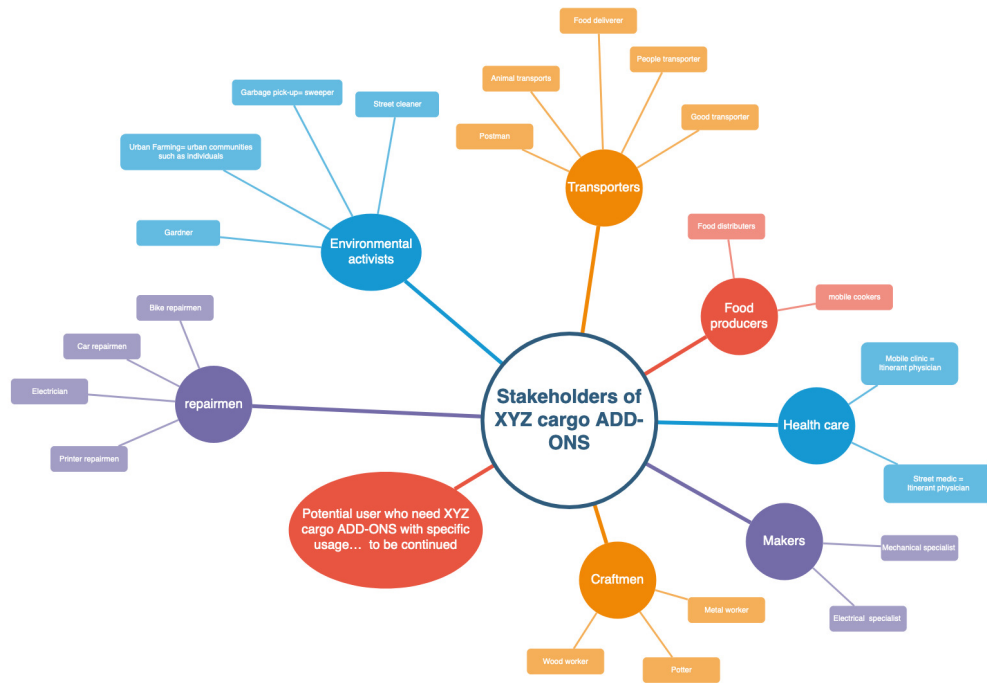 Food deliverer
People transporter
Animal transports
Good transporter
Postman
Transporters
Garbage pick-up= sweeper
Street cleaner
Urban Farming= urban communities
such as individuals
Gardner
Environmental
activists
Food distributers
mobile cookers
Food
producers
Bike repairmen
Car repairmen
Electrician
Printer repairmen
repairmen
Stakeholders of
XYZ cargo ADD-
ONS
Mobile clinic =
Itinerant physician
Health care
Street medic =
Itinerant physician
Potential user who need XYZ
cargo ADD-ONS with specific
usage... to be continued
Makers
Mechanical specialist
Electrical specialist
Craftmen
Metal worker
Wood worker
Potter